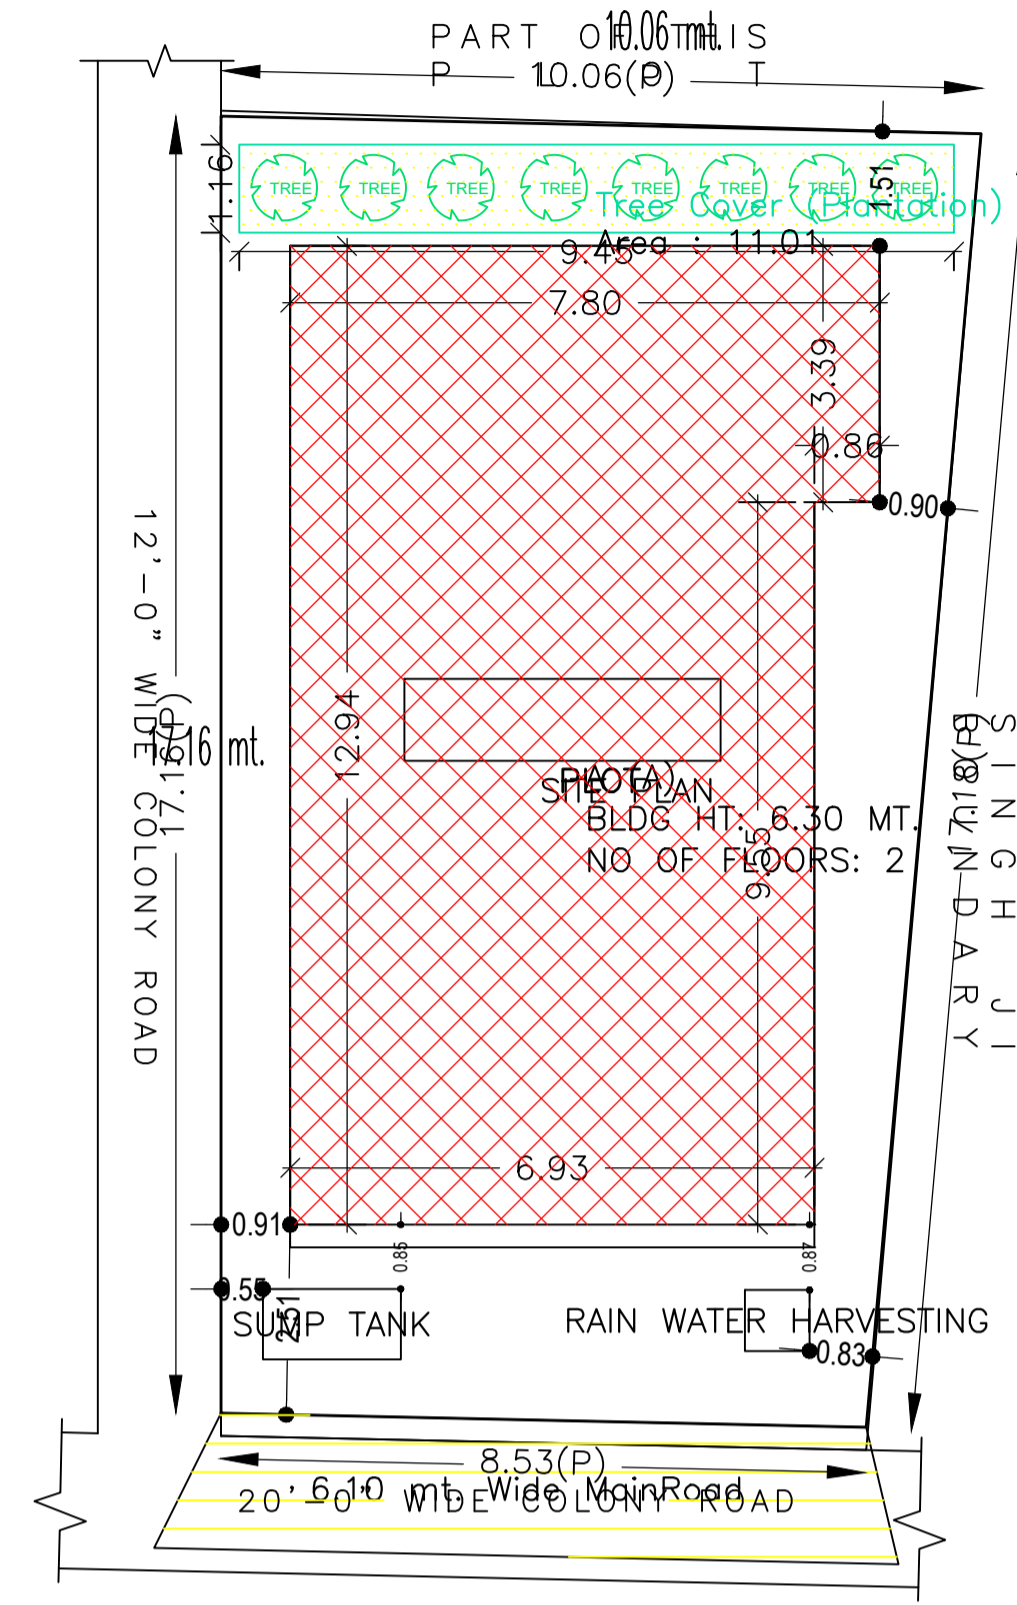 PART OF THIS
PLOT
10.06 mt.
10.06(P)
1.16
TREE TREE TREE TREE TREE TREE TREE TREE
1.51
Tree Cover (Plantation)
Area : 11.01
9.45
7.80
3.39
0.86
0.90
12'-0" WIDE COLONY ROAD
17.16(P)
17.16 mt.
12.94
SITE PLAN
BLDG HT: 6.30 MT.
NO OF FLOORS: 2
9.55
SINGH JI
BOUNDARY
6.93
0.91
0.85
0.87
0.55
2.51
SUMP TANK
RAIN WATER HARVESTING
0.83
8.53(P)
6.10 mt. Wide MainRoad
20'-0" WIDE COLONY ROAD